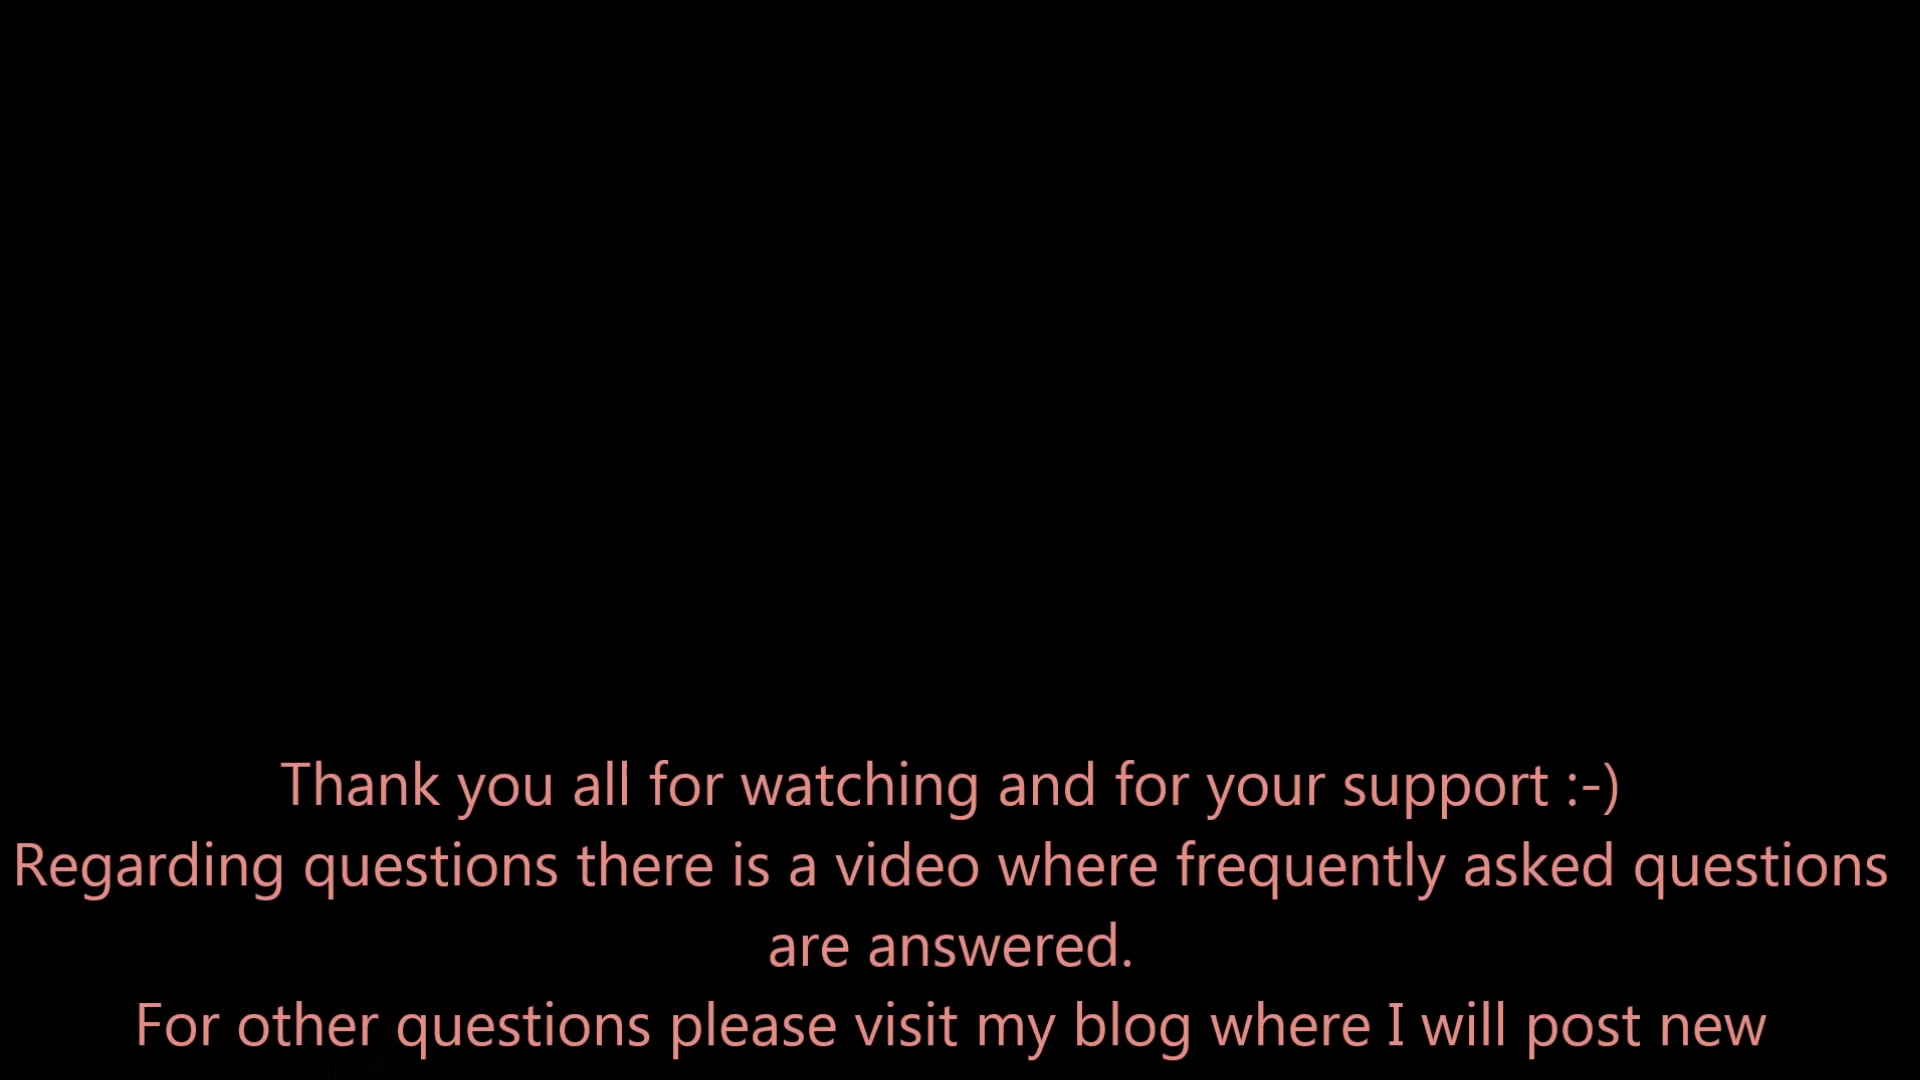 Thank you all for watching and for your support :-)
Regarding questions there is a video where frequently asked questions
are answered.
For other questions please visit my blog where I will post new